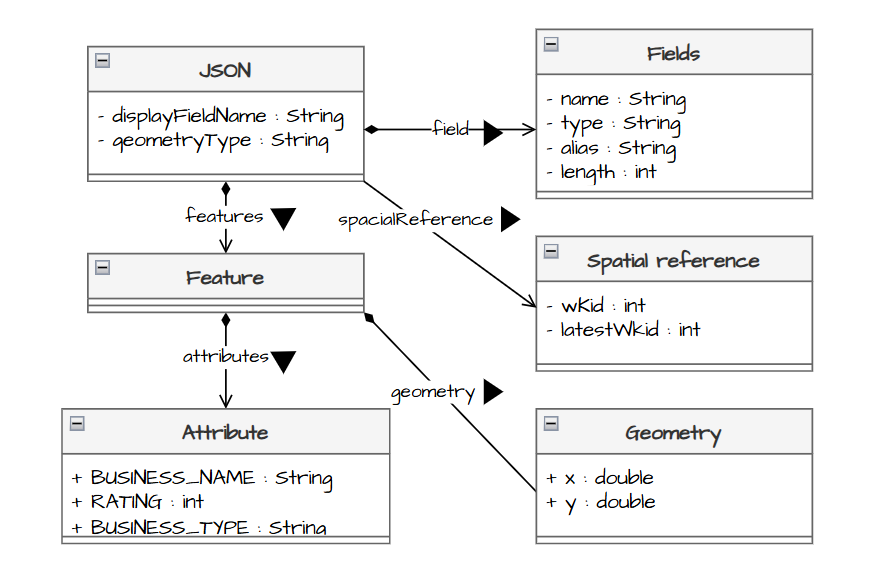 JSON
- displayFieldName : String
- geometryType : String
field
Fields
- name : String
- type : String
- alias : String
- length : int
features
spacialReference
Feature
Spatial reference
- wKid : int
- latestWkid : int
attributes
geometry
Attribute
+ BUSINESS_NAME : String
+ RATING : int
+ BUSINESS_TYPE : String
Geometry
+ x : double
+ y : double